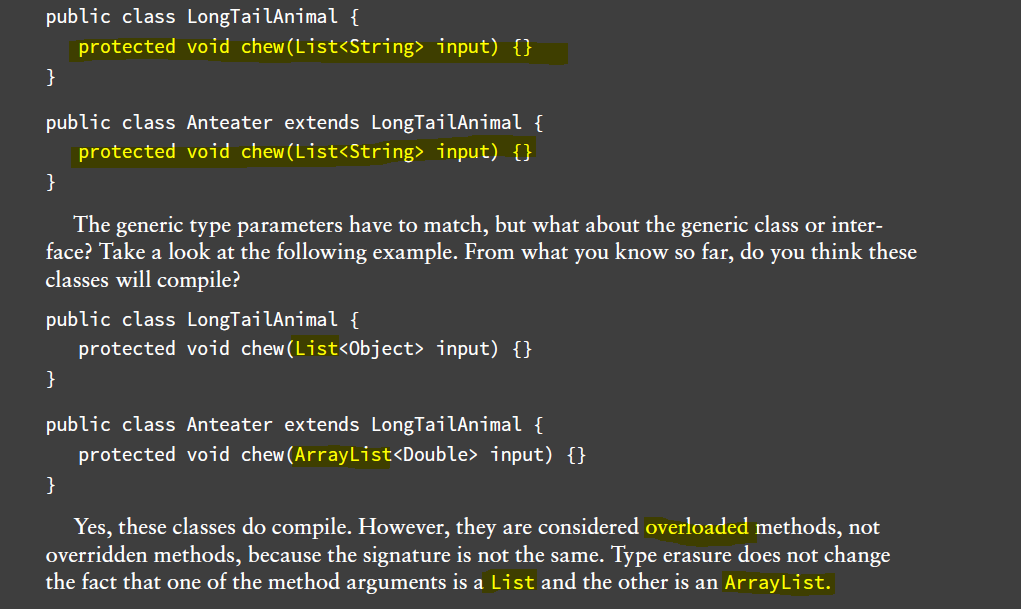 public class LongTailAnimal {
protected void chew(List<String> input) {}
}
public class Anteater extends LongTailAnimal {
protected void chew(List<String> input) {}
}
The generic type parameters have to match, but what about the generic class or inter-
face? Take a look at the following example. From what you know so far, do you think these
classes will compile?
public class LongTailAnimal {
protected void chew(List<Object> input) {}
}
public class Anteater extends LongTailAnimal {
protected void chew(ArrayList<Double> input) {}
}
Yes, these classes do compile. However, they are considered overloaded methods, not
overridden methods, because the signature is not the same. Type erasure does not change
the fact that one of the method arguments is a List and the other is an ArrayList.